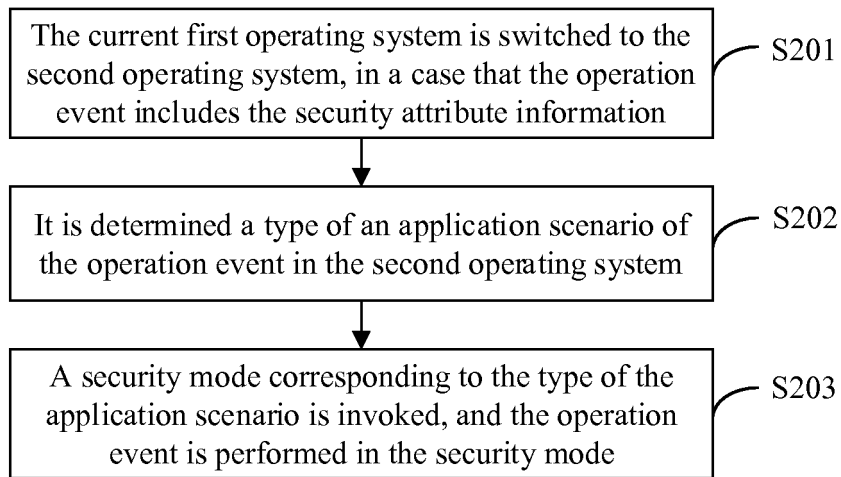 The current first operating system is switched to the
second operating system, in a case that the operation
event includes the security attribute information
S201
It is determined a type of an application scenario of
the operation event in the second operating system
S202
A security mode corresponding to the type of the
application scenario is invoked, and the operation
event is performed in the security mode
S203